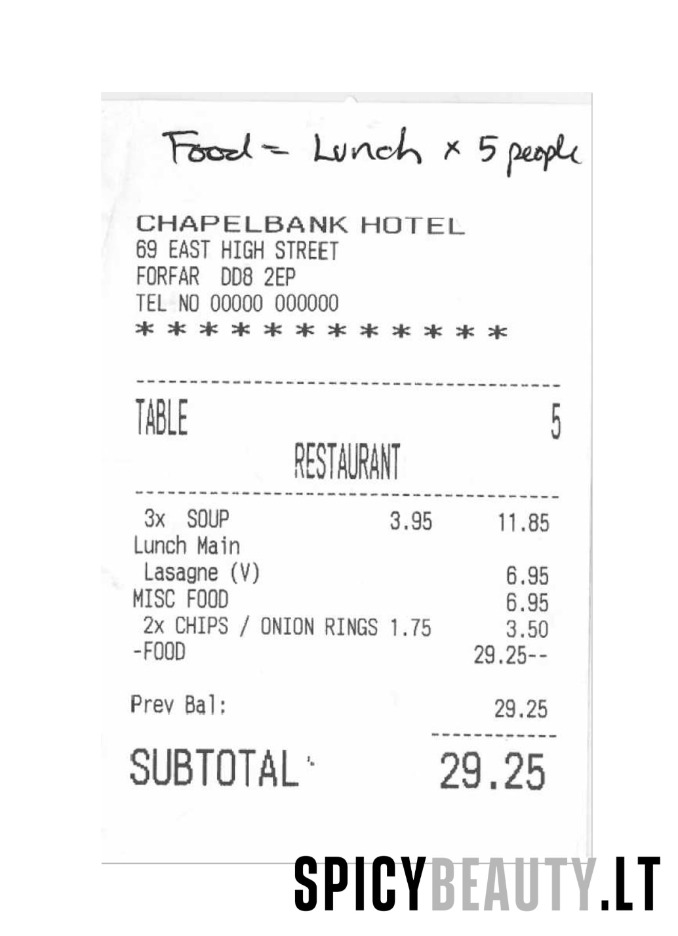 Food = Lunch x 5 people
CHAPELBANK HOTEL
69 EAST HIGH STREET
FORFAR DD8 2EP
TEL NO 00000 000000
* * * * * * * * * * * *
TABLE 5
RESTAURANT
3x SOUP 3.95 11.85
Lunch Main
Lasagne (V) 6.95
MISC FOOD 6.95
2x CHIPS / ONION RINGS 1.75 3.50
-FOOD 29.25--
Prev Bal: 29.25
SUBTOTAL 29.25
SPICYBEAUTY.LT